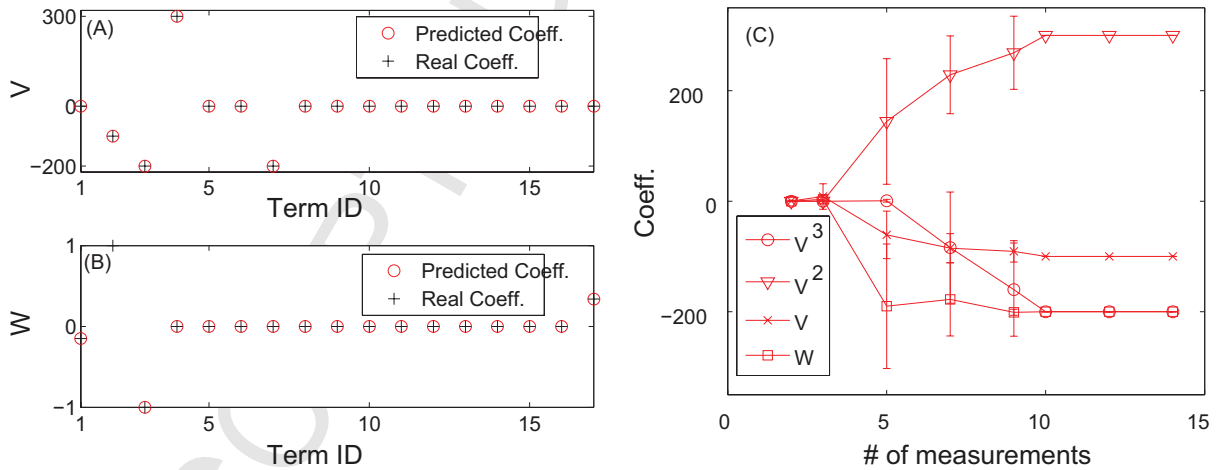 (A)
300
0
−200
V
Predicted Coeff.
Real Coeff.
1
5
10
15
Term ID
(B)
1
0
−1
W
Predicted Coeff.
Real Coeff.
1
5
10
15
Term ID
(C)
200
0
−200
Coeff.
V 3
V 2
V
W
0
5
10
15
# of measurements